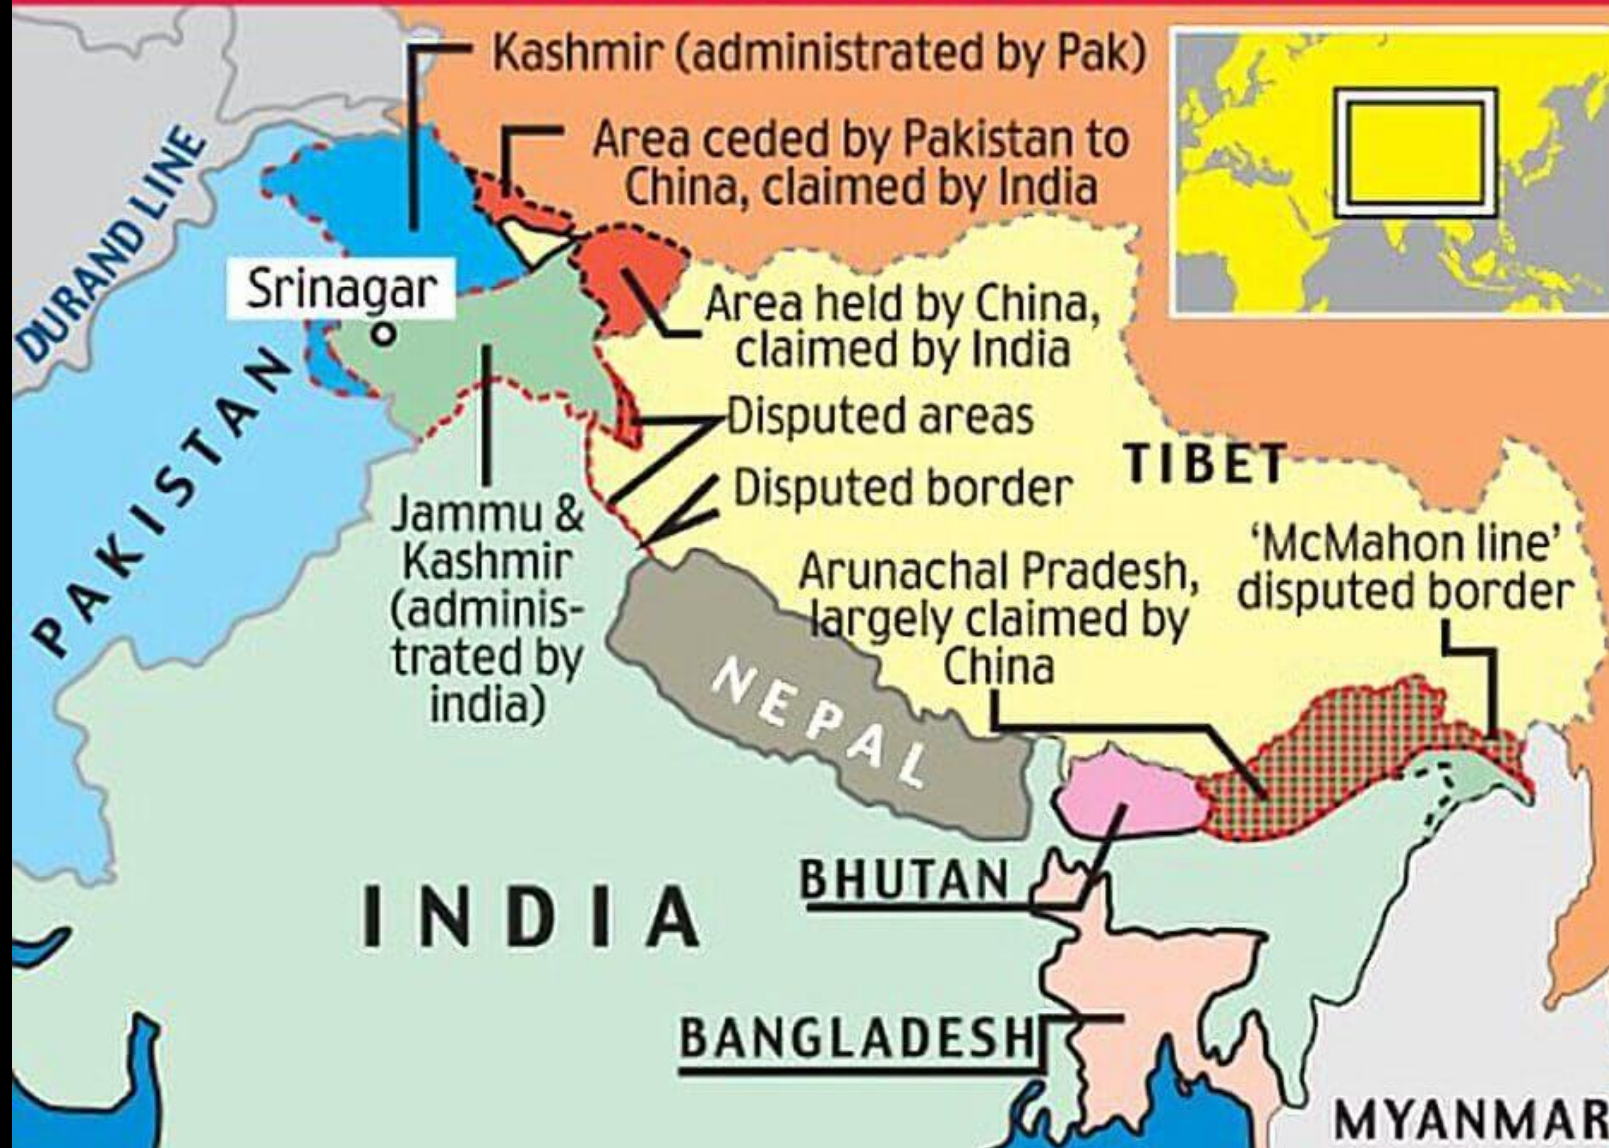 Kashmir (administrated by Pak)
Area ceded by Pakistan to
China, claimed by India
DURAND LINE
Srinagar
Area held by China,
claimed by India
PAKISTAN
Disputed areas
TIBET
Disputed border
Jammu &
Kashmir
(adminis-
trated by
india)
Arunachal Pradesh,
largely claimed by
China
'McMahon line'
disputed border
NEPAL
BHUTAN
INDIA
BANGLADESH
MYANMAR